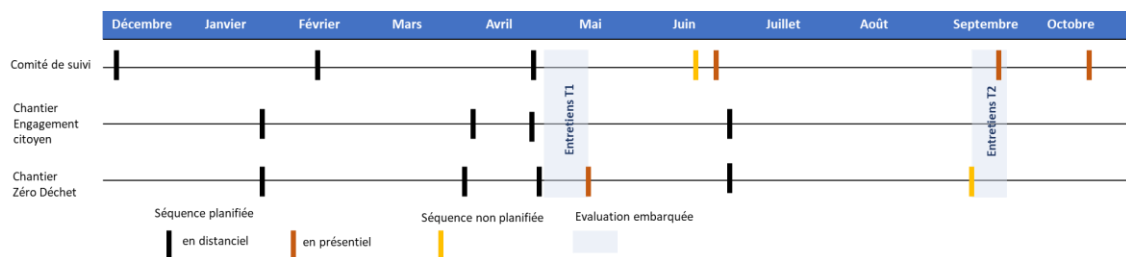 Décembre Janvier Février Mars Avril Mai Juin Juillet Août Septembre Octobre
Comité de suivi
Chantier
Engagement
citoyen
Chantier
Zéro Déchet
Entretiens T1
Entretiens T2
Séquence planifiée
en distanciel
en présentiel
Séquence non planifiée
Evaluation embarquée